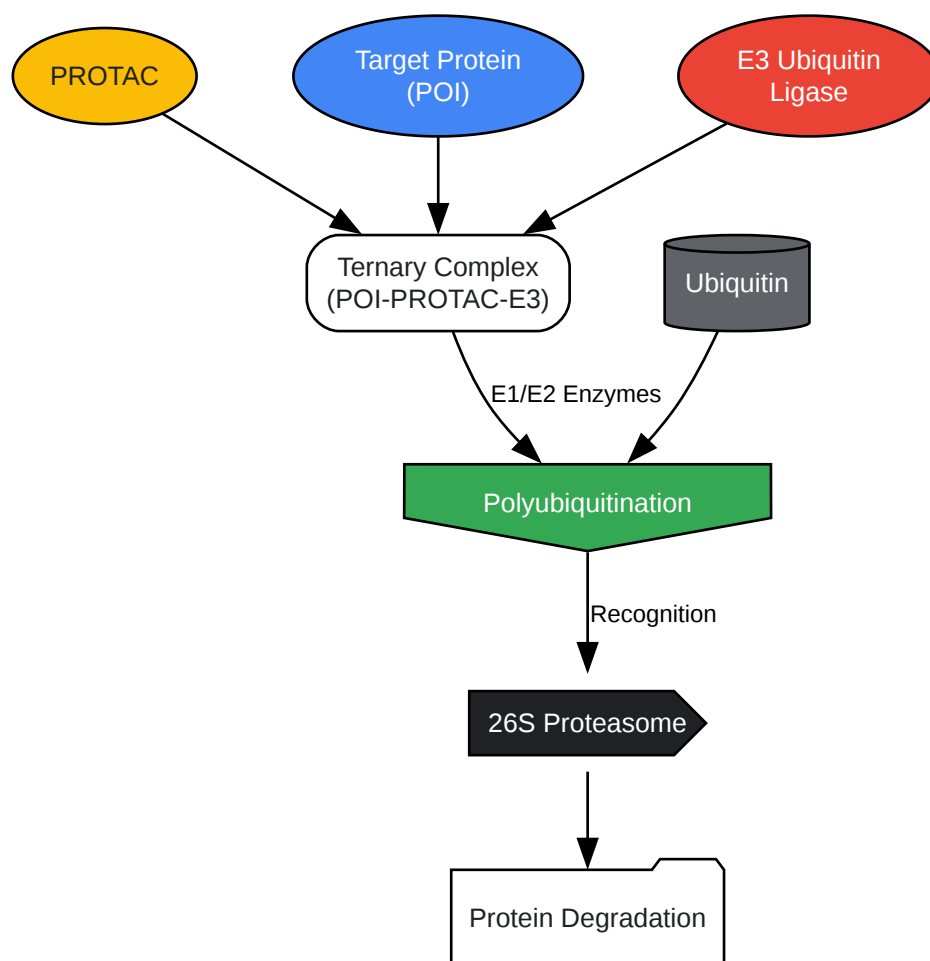 PROTAC
Target Protein
(POI)
E3 Ubiquitin
Ligase
Ternary Complex
(POI-PROTAC-E3)
Ubiquitin
E1/E2 Enzymes
Polyubiquitination
Recognition
26S Proteasome
Protein Degradation